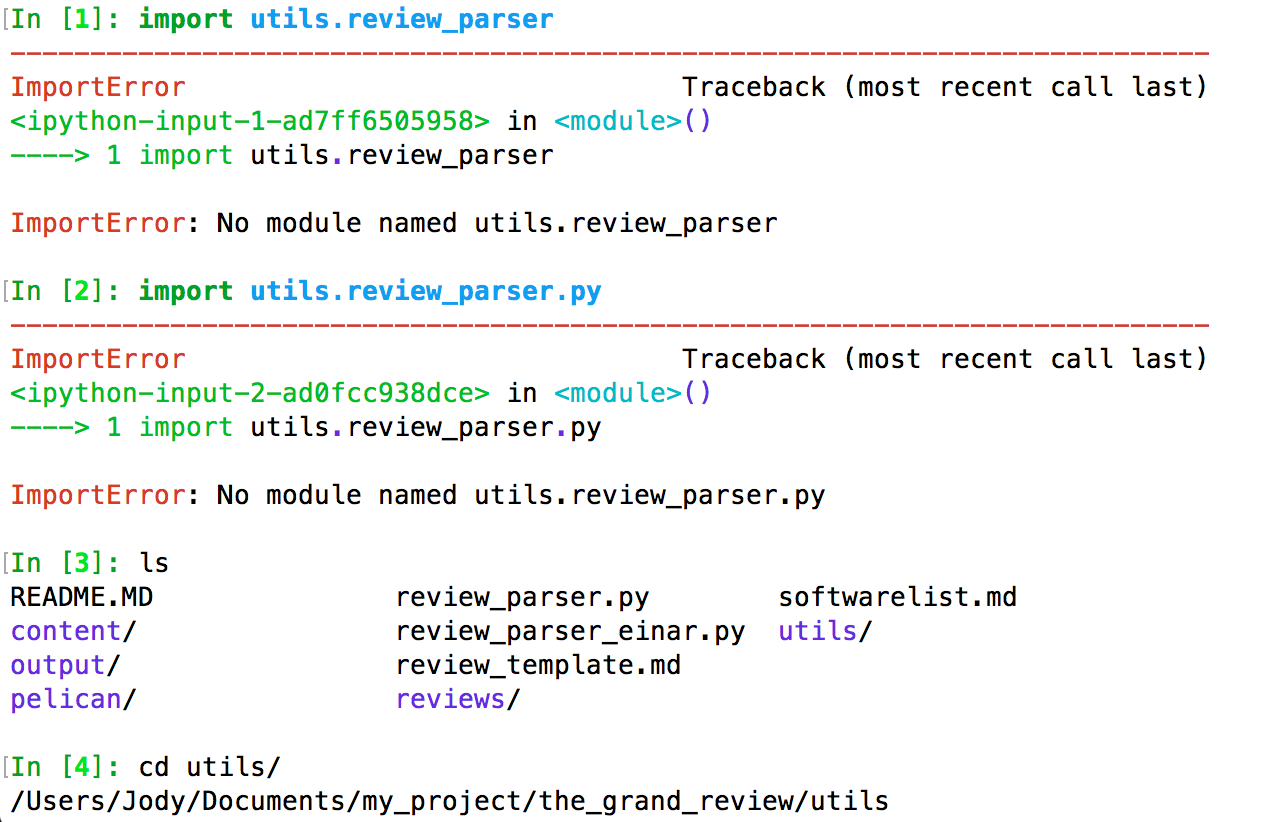 In [1]: import utils.review_parser
---------------------------------------------------------------------------
ImportError                               Traceback (most recent call last)
<ipython-input-1-ad7ff6505958> in <module>()
----> 1 import utils.review_parser
ImportError: No module named utils.review_parser
In [2]: import utils.review_parser.py
---------------------------------------------------------------------------
ImportError                               Traceback (most recent call last)
<ipython-input-2-ad0fcc938dce> in <module>()
----> 1 import utils.review_parser.py
ImportError: No module named utils.review_parser.py
In [3]: ls
README.MD               review_parser.py        softwarelist.md
content/                review_parser_einar.py  utils/
output/                 review_template.md
pelican/                reviews/
In [4]: cd utils/
/Users/Jody/Documents/my_project/the_grand_review/utils